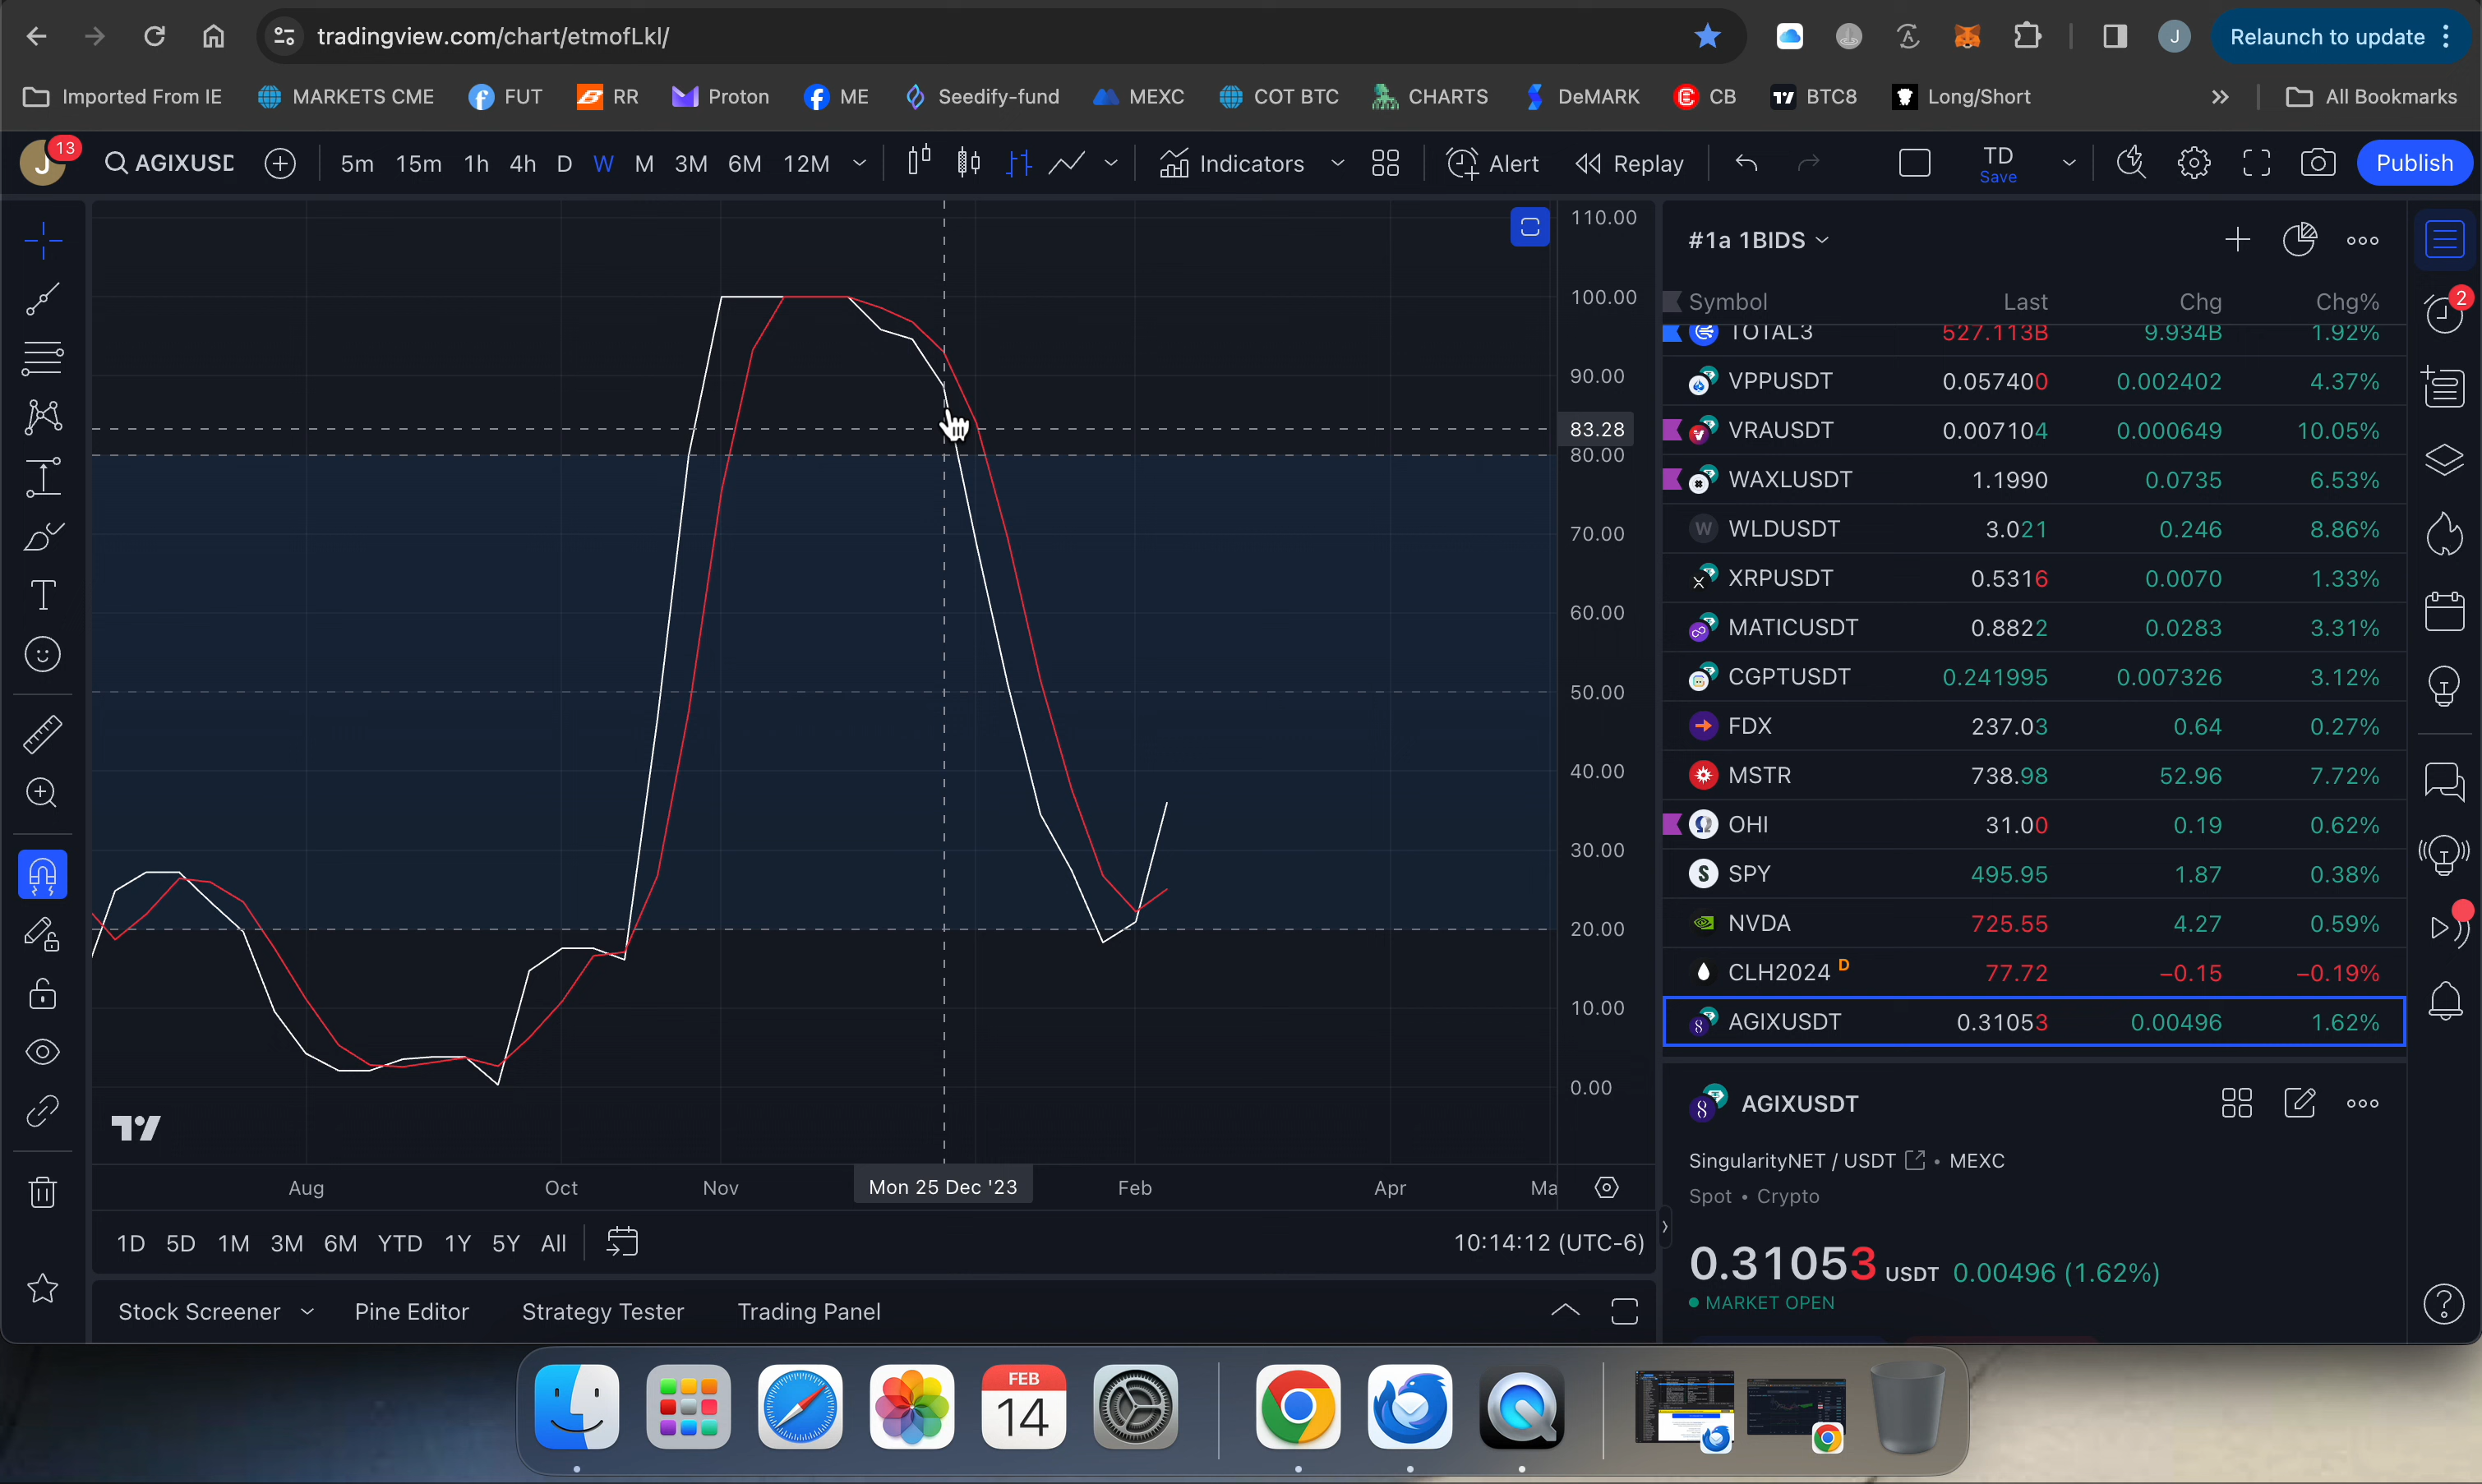 tradingview.com/chart/etmofLkl/
J
Relaunch to update
Imported From IE
MARKETS CME
FUT
RR
Proton
ME
Seedify-fund
MEXC
COT BTC
CHARTS
DeMARK
CB
BTC8
Long/Short
All Bookmarks
J
13
AGIXUSD
5m 15m 1h 4h D W M 3M 6M 12M
Indicators
Alert
Replay
TD
Save
Publish
110.00
100.00
90.00
83.28
80.00
70.00
60.00
50.00
40.00
30.00
20.00
10.00
0.00
Aug Oct Nov Mon 25 Dec '23 Feb Apr Ma
1D 5D 1M 3M 6M YTD 1Y 5Y All
10:14:12 (UTC-6)
Stock Screener
Pine Editor
Strategy Tester
Trading Panel
#1a 1BIDS
Symbol Last Chg Chg%
TOTAL3 527.113B 9.934B 1.92%
VPPUSDT 0.057400 0.002402 4.37%
VRAUSDT 0.007104 0.000649 10.05%
WAXLUSDT 1.1990 0.0735 6.53%
W WLDUSDT 3.021 0.246 8.86%
XRPUSDT 0.5316 0.0070 1.33%
MATICUSDT 0.8822 0.0283 3.31%
CGPTUSDT 0.241995 0.007326 3.12%
FDX 237.03 0.64 0.27%
MSTR 738.98 52.96 7.72%
OHI 31.00 0.19 0.62%
S SPY 495.95 1.87 0.38%
NVDA 725.55 4.27 0.59%
CLH2024 D 77.72 −0.15 −0.19%
AGIXUSDT 0.31053 0.00496 1.62%
AGIXUSDT
SingularityNET / USDT • MEXC
Spot • Crypto
0.31053 USDT 0.00496 (1.62%)
MARKET OPEN
2
FEB
14